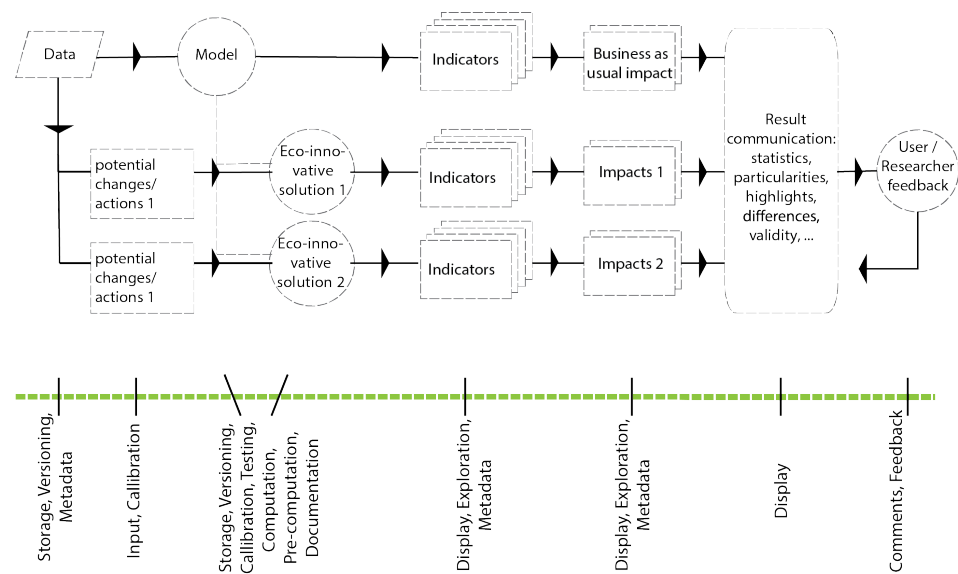 Data
Model
Indicators
Business as
usual impact
Result
communication:
statistics,
particularities,
highlights,
differences,
validity, ...
User /
Researcher
feedback
potential
changes/
actions 1
Eco-inno-
vative
solution 1
Indicators
Impacts 1
potential
changes/
actions 1
Eco-inno-
vative
solution 2
Indicators
Impacts 2
Storage, Versioning,
Metadata
Input, Callibration
Storage, Versioning,
Callibration, Testing,
Computation,
Pre-computation,
Documentation
Display, Exploration,
Metadata
Display, Exploration,
Metadata
Display
Comments, Feedback